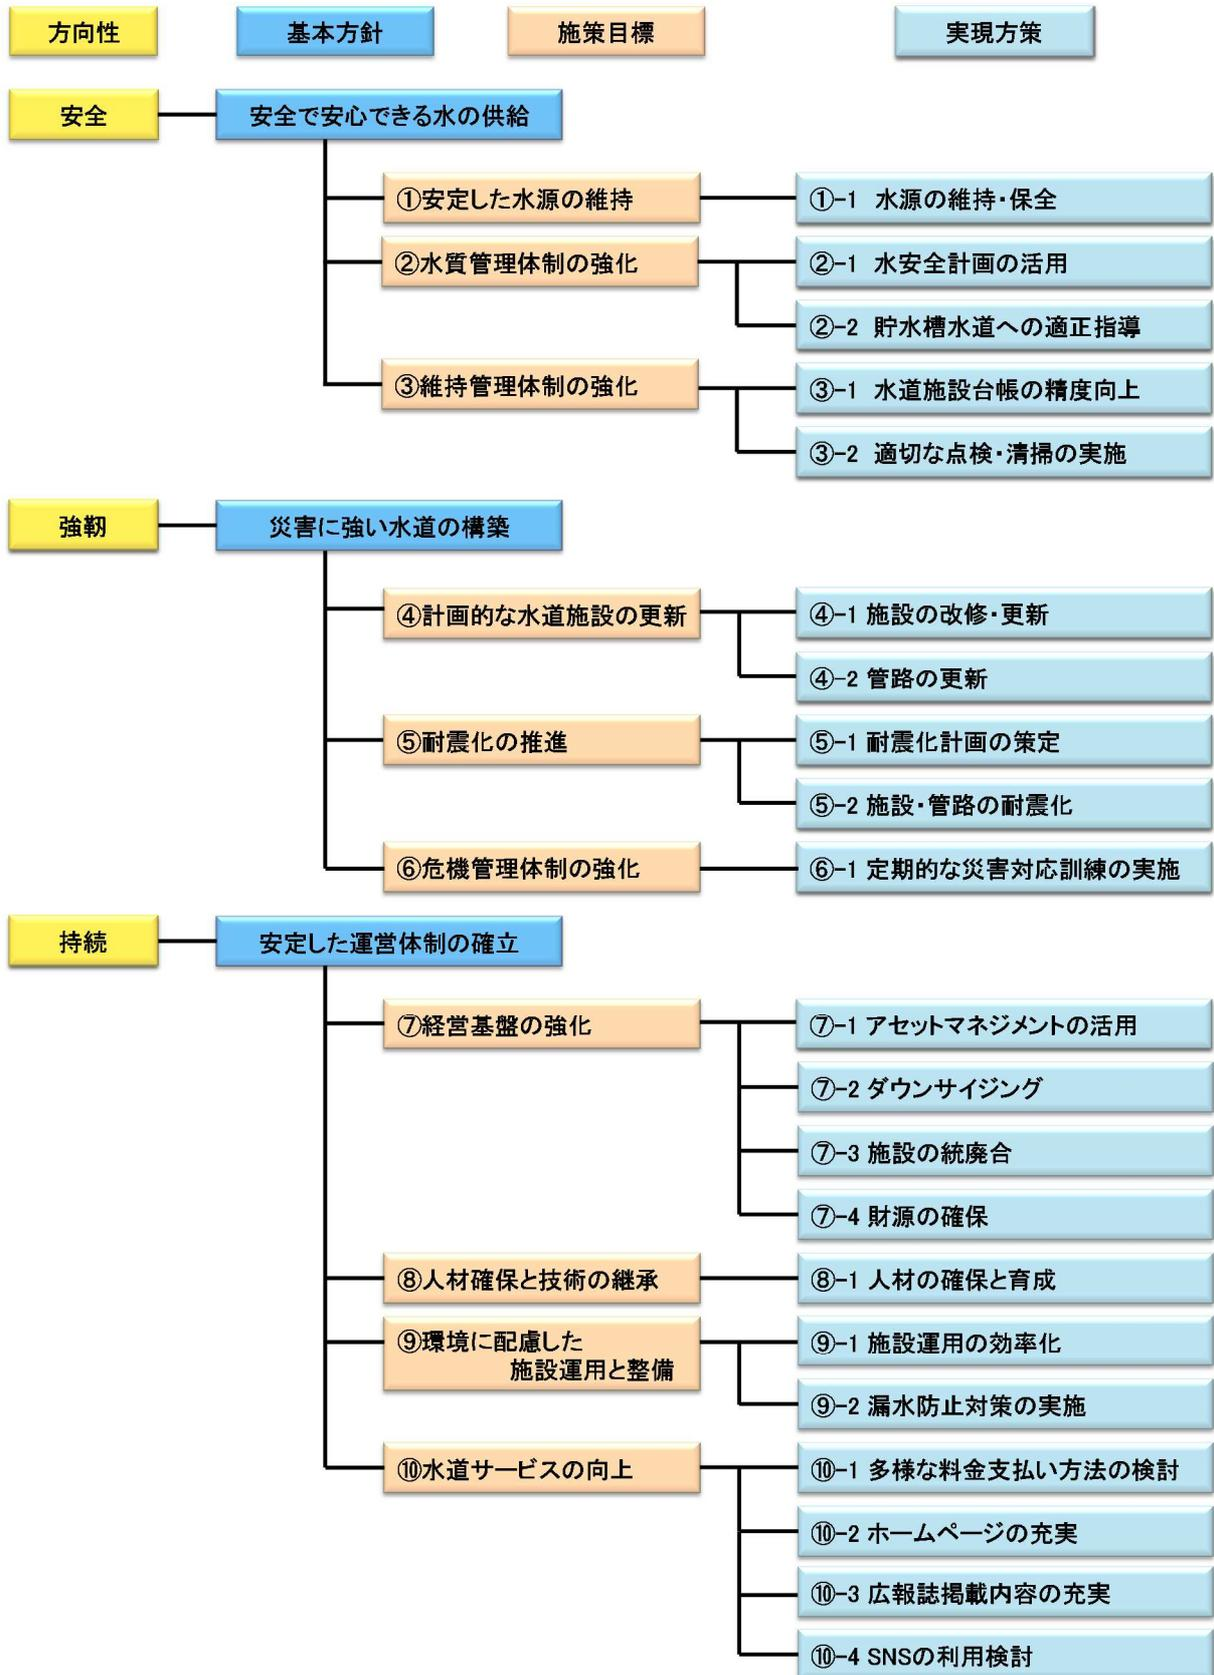 方向性
基本方針
施策目標
実現方策
安全
安全で安心できる水の供給
①安定した水源の維持
①-1 水源の維持・保全
②水質管理体制の強化
②-1 水安全計画の活用
②-2 貯水槽水道への適正指導
③維持管理体制の強化
③-1 水道施設台帳の精度向上
③-2 適切な点検・清掃の実施
強靭
災害に強い水道の構築
④計画的な水道施設の更新
④-1 施設の改修・更新
④-2 管路の更新
⑤耐震化の推進
⑤-1 耐震化計画の策定
⑤-2 施設・管路の耐震化
⑥危機管理体制の強化
⑥-1 定期的な災害対応訓練の実施
持続
安定した運営体制の確立
⑦経営基盤の強化
⑦-1 アセットマネジメントの活用
⑦-2 ダウンサイジング
⑦-3 施設の統廃合
⑦-4 財源の確保
⑧人材確保と技術の継承
⑧-1 人材の確保と育成
⑨環境に配慮した
施設運用と整備
⑨-1 施設運用の効率化
⑨-2 漏水防止対策の実施
⑩水道サービスの向上
⑩-1 多様な料金支払い方法の検討
⑩-2 ホームページの充実
⑩-3 広報誌掲載内容の充実
⑩-4 SNSの利用検討